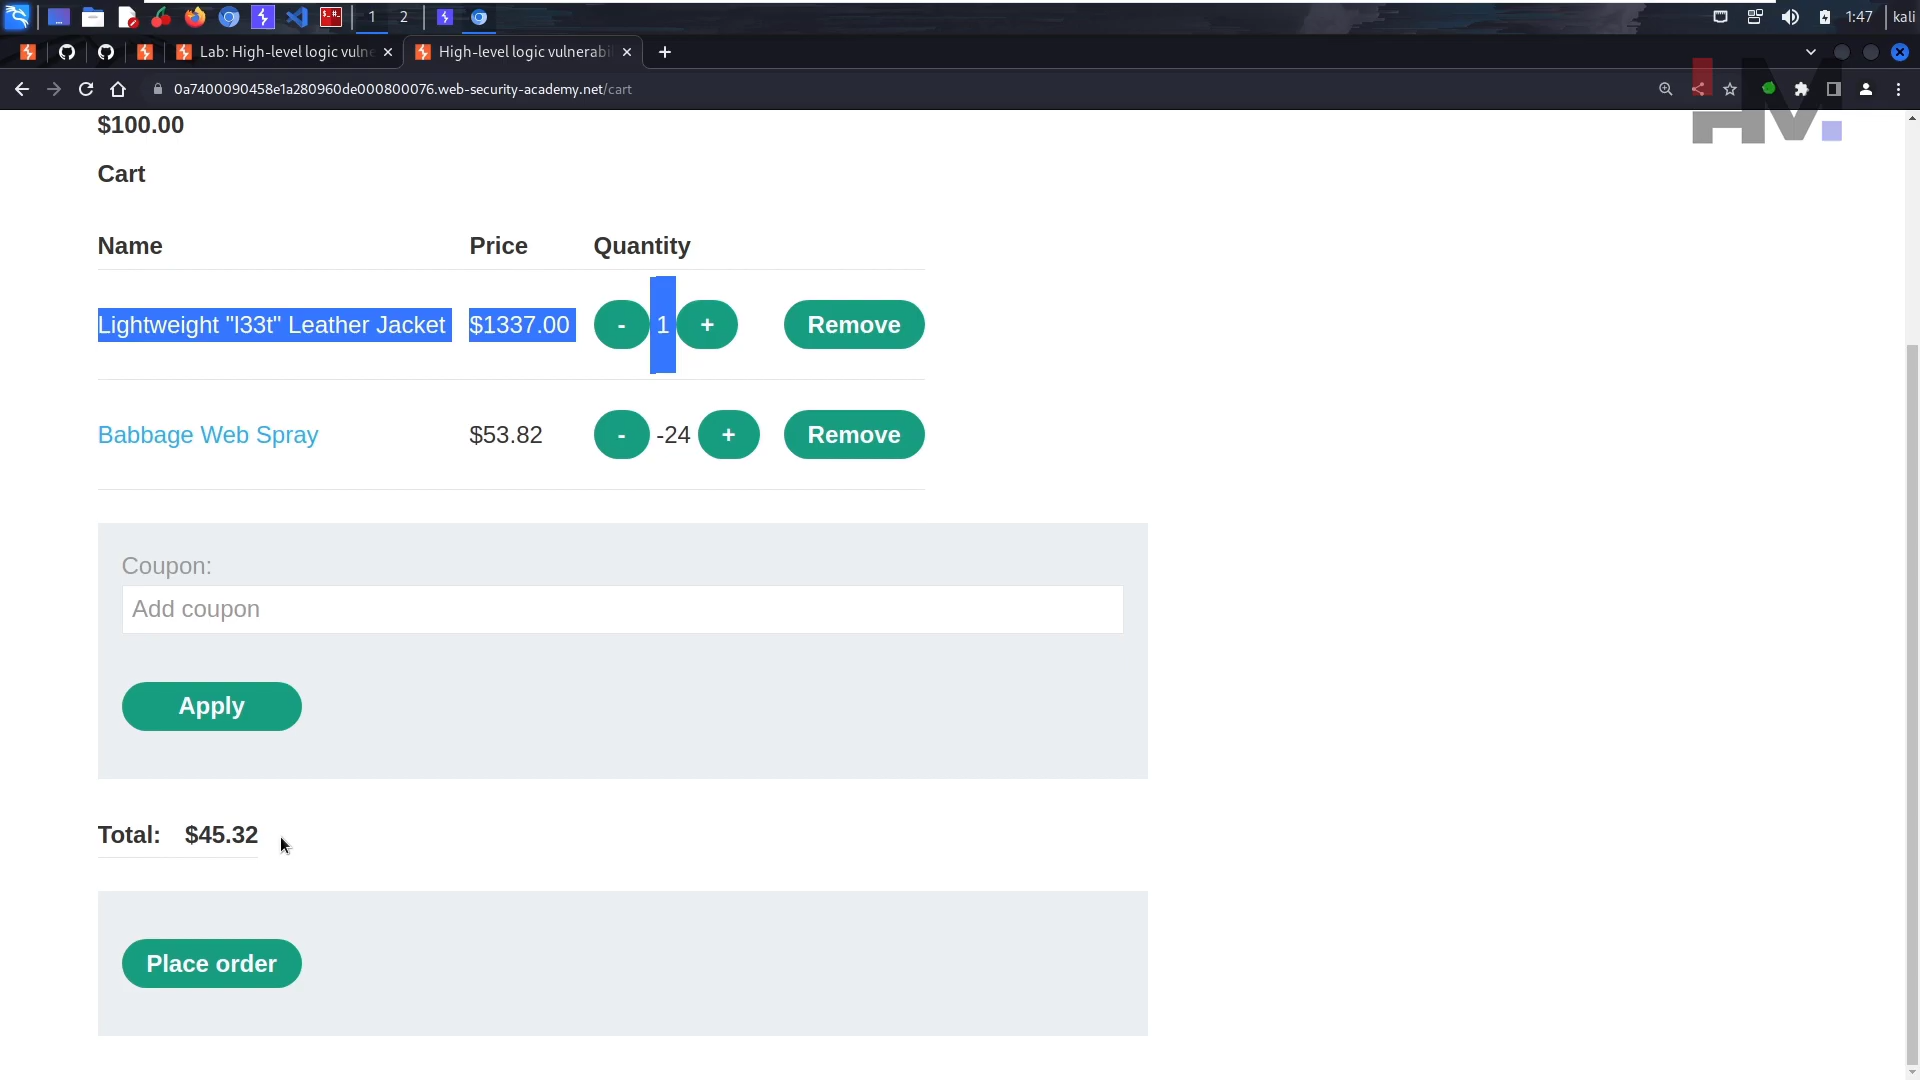 1 2
1:47
kali
Lab: High-level logic vulne
High-level logic vulnerabi
0a7400090458e1a280960de000800076.web-security-academy.net/cart
HM.
$100.00
Cart
Name Price Quantity
Lightweight "l33t" Leather Jacket $1337.00 - 1 + Remove
Babbage Web Spray $53.82 - -24 + Remove
Coupon:
Add coupon
Apply
Total: $45.32
Place order